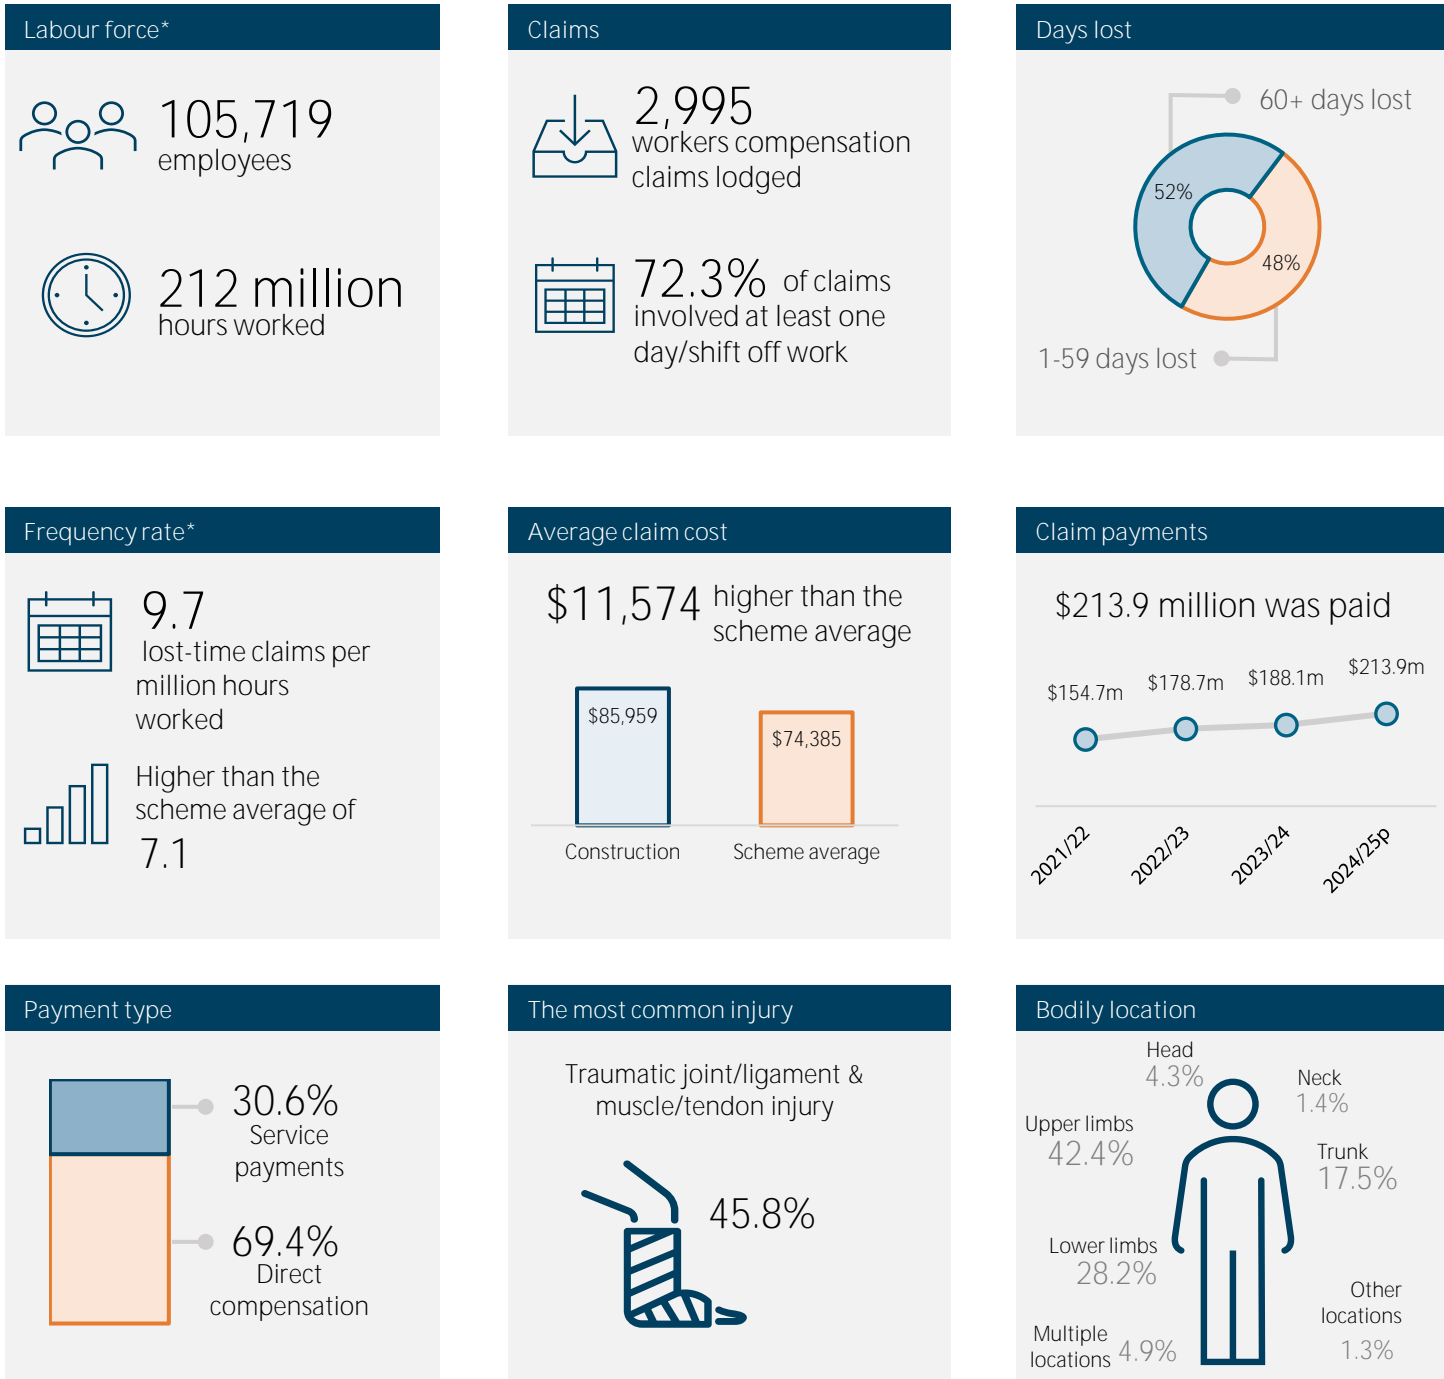 Labour force*
105,719
employees
212 million
hours worked
Claims
2,995
workers compensation
claims lodged
72.3% of claims
involved at least one
day/shift off work
Days lost
60+ days lost
52%
48%
1-59 days lost
Frequency rate*
9.7
lost-time claims per
million hours
worked
Higher than the
scheme average of
7.1
Average claim cost
$11,574 higher than the
scheme average
$85,959
$74,385
Construction
Scheme average
Claim payments
$213.9 million was paid
$154.7m
$178.7m
$188.1m
$213.9m
2021/22
2022/23
2023/24
2024/25p
Payment type
30.6%
Service
payments
69.4%
Direct
compensation
The most common injury
Traumatic joint/ligament &
muscle/tendon injury
45.8%
Bodily location
Head
4.3%
Neck
1.4%
Upper limbs
42.4%
Trunk
17.5%
Lower limbs
28.2%
Other
locations
1.3%
Multiple
locations 4.9%